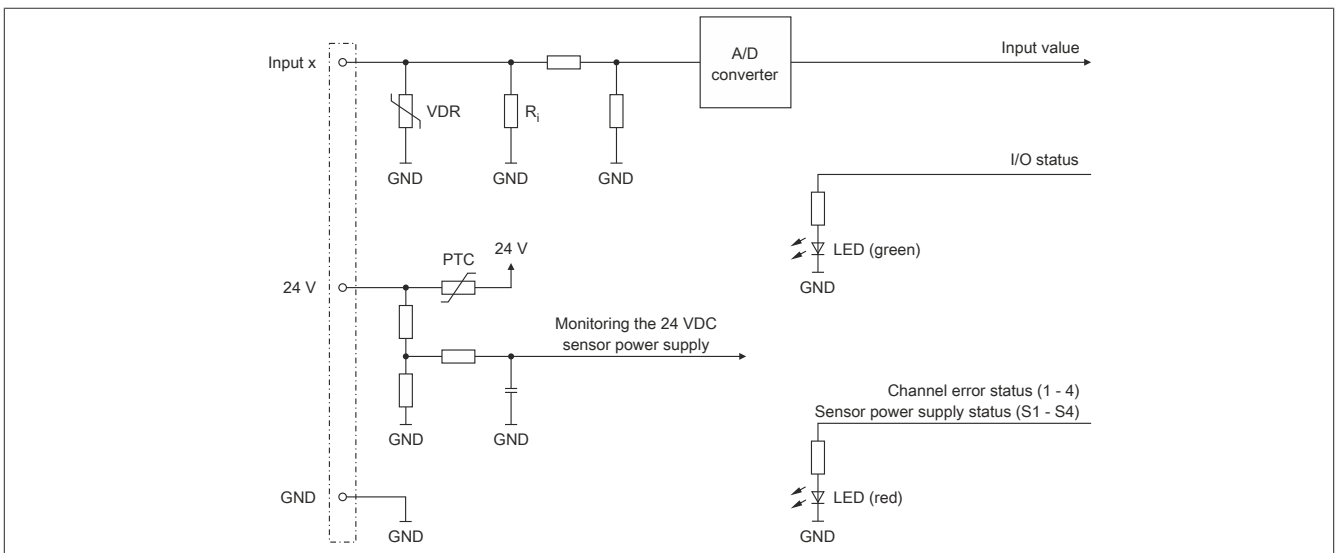 Input x
A/D
converter
Input value
VDR
Ri
GND
GND
GND
I/O status
LED (green)
GND
24 V
PTC
24 V
Monitoring the 24 VDC
sensor power supply
GND
GND
Channel error status (1 - 4)
Sensor power supply status (S1 - S4)
LED (red)
GND
GND
GND